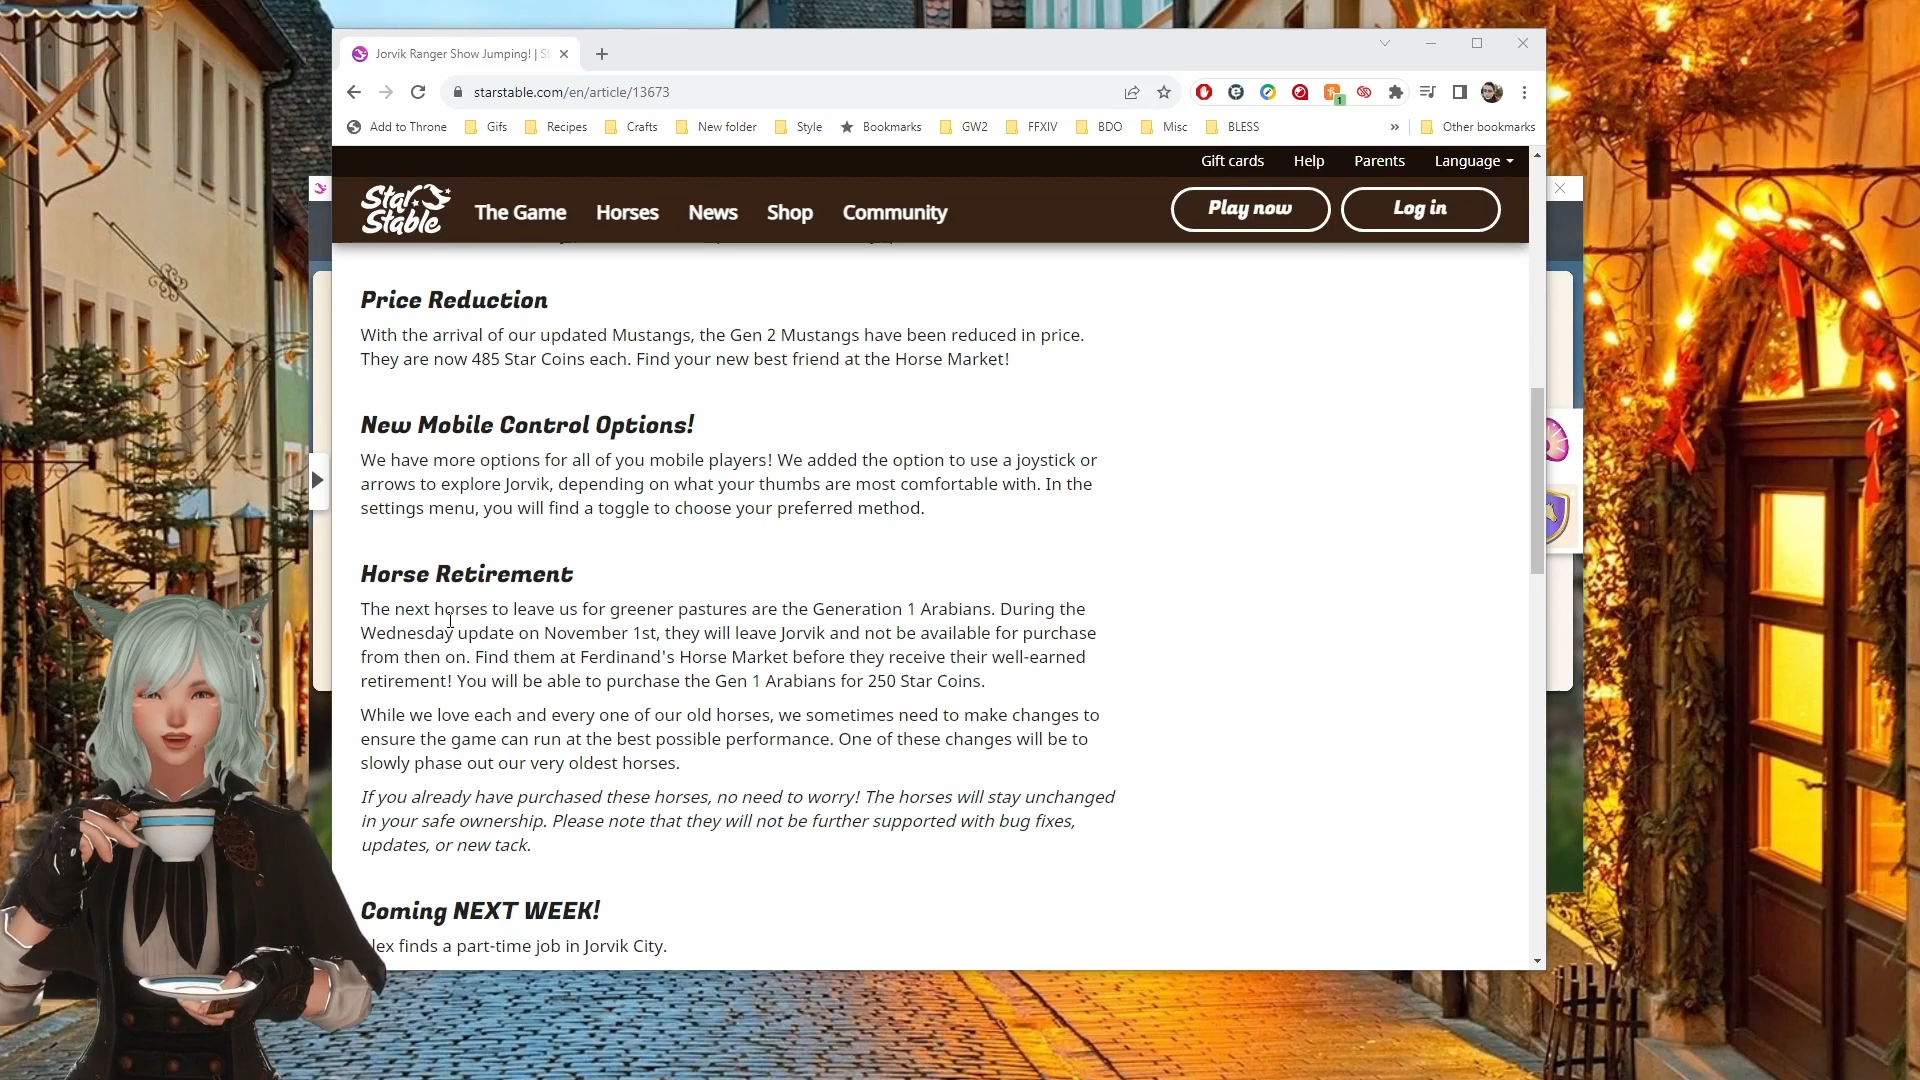 Jorvik Ranger Show Jumping! | S
starstable.com/en/article/13673
1
Add to Throne Gifs Recipes Crafts New folder Style Bookmarks GW2 FFXIV BDO Misc BLESS » Other bookmarks
Gift cards Help Parents Language
Star Stable The Game Horses News Shop Community Play now Log in
Price Reduction
With the arrival of our updated Mustangs, the Gen 2 Mustangs have been reduced in price.
They are now 485 Star Coins each. Find your new best friend at the Horse Market!
New Mobile Control Options!
We have more options for all of you mobile players! We added the option to use a joystick or
arrows to explore Jorvik, depending on what your thumbs are most comfortable with. In the
settings menu, you will find a toggle to choose your preferred method.
Horse Retirement
The next horses to leave us for greener pastures are the Generation 1 Arabians. During the
Wednesday update on November 1st, they will leave Jorvik and not be available for purchase
from then on. Find them at Ferdinand's Horse Market before they receive their well-earned
retirement! You will be able to purchase the Gen 1 Arabians for 250 Star Coins.
While we love each and every one of our old horses, we sometimes need to make changes to
ensure the game can run at the best possible performance. One of these changes will be to
slowly phase out our very oldest horses.
If you already have purchased these horses, no need to worry! The horses will stay unchanged
in your safe ownership. Please note that they will not be further supported with bug fixes,
updates, or new tack.
Coming NEXT WEEK!
lex finds a part-time job in Jorvik City.